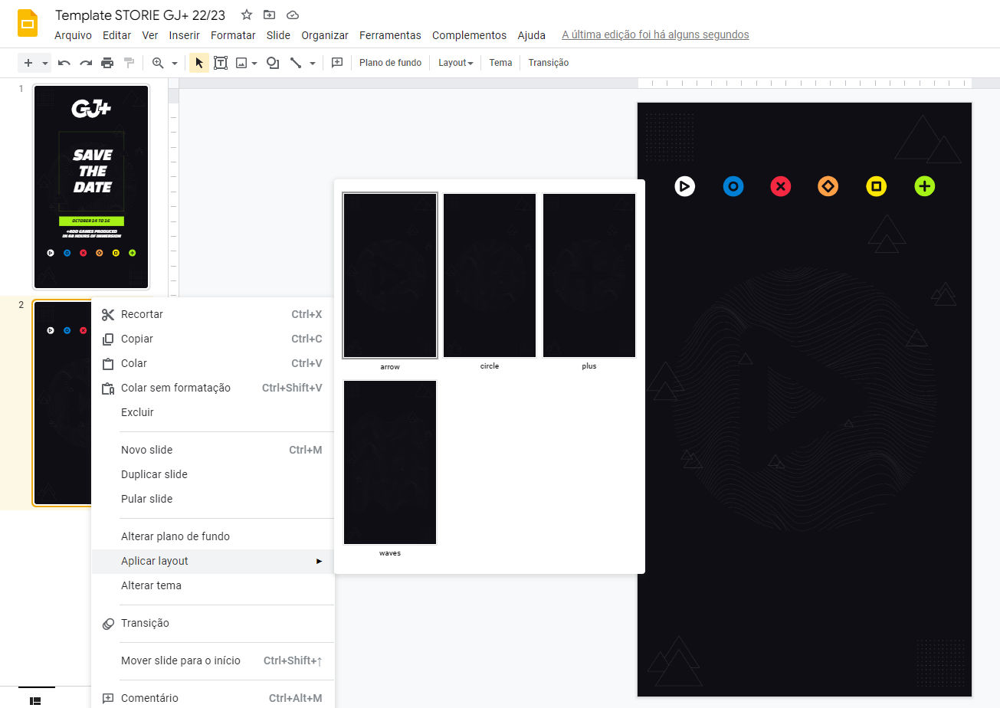 Template STORIE GJ+ 22/23
Arquivo Editar Ver Inserir Formatar Slide Organizar Ferramentas Complementos Ajuda A última edição foi há alguns segundos
Plano de fundo Layout Tema Transição
1
GJ+
SAVE
THE
DATE
OCTOBER 14 TO 16
+400 GAMES PRODUCED
IN 48 HOURS OF IMMERSION
2
Recortar Ctrl+X
Copiar Ctrl+C
Colar Ctrl+V
Colar sem formatação Ctrl+Shift+V
Excluir
Novo slide Ctrl+M
Duplicar slide
Pular slide
Alterar plano de fundo
Aplicar layout
Alterar tema
Transição
Mover slide para o início Ctrl+Shift+↑
Comentário Ctrl+Alt+M
arrow circle plus
waves